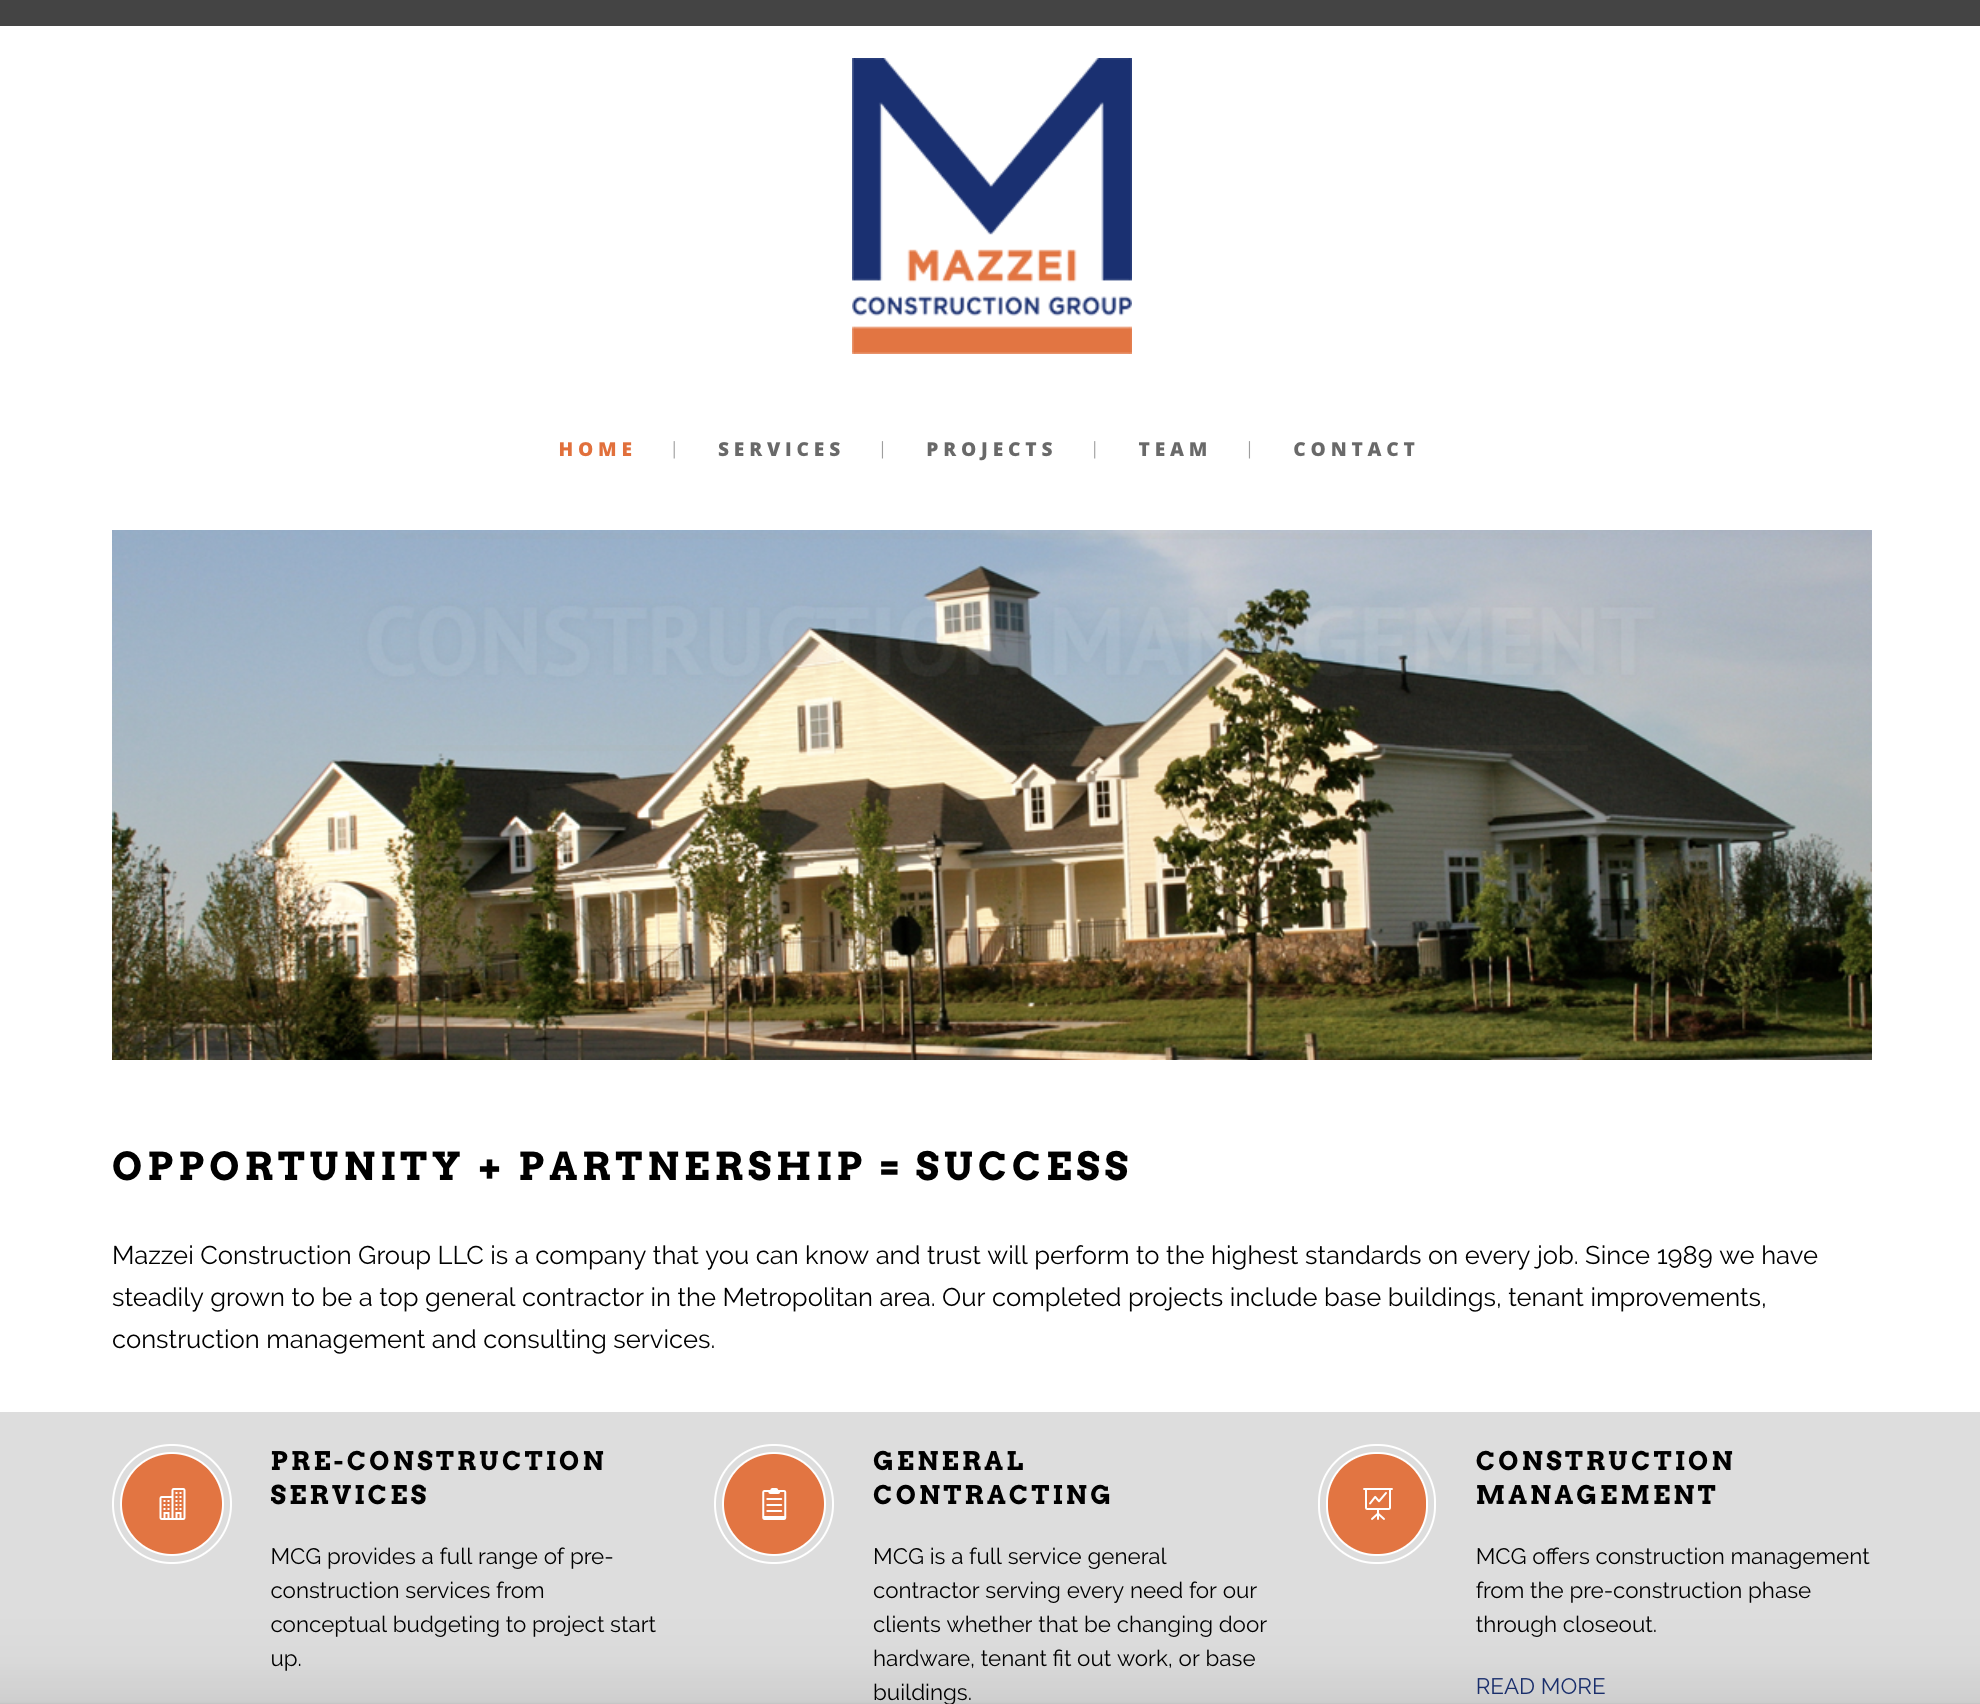 MAZZEI
CONSTRUCTION GROUP
HOME | SERVICES | PROJECTS | TEAM | CONTACT
CONSTRUCTION MANAGEMENT
OPPORTUNITY + PARTNERSHIP = SUCCESS
Mazzei Construction Group LLC is a company that you can know and trust will perform to the highest standards on every job. Since 1989 we have
steadily grown to be a top general contractor in the Metropolitan area. Our completed projects include base buildings, tenant improvements,
construction management and consulting services.
PRE-CONSTRUCTION
SERVICES
MCG provides a full range of pre-
construction services from
conceptual budgeting to project start
up.
GENERAL
CONTRACTING
MCG is a full service general
contractor serving every need for our
clients whether that be changing door
hardware, tenant fit out work, or base
buildings.
CONSTRUCTION
MANAGEMENT
MCG offers construction management
from the pre-construction phase
through closeout.
READ MORE